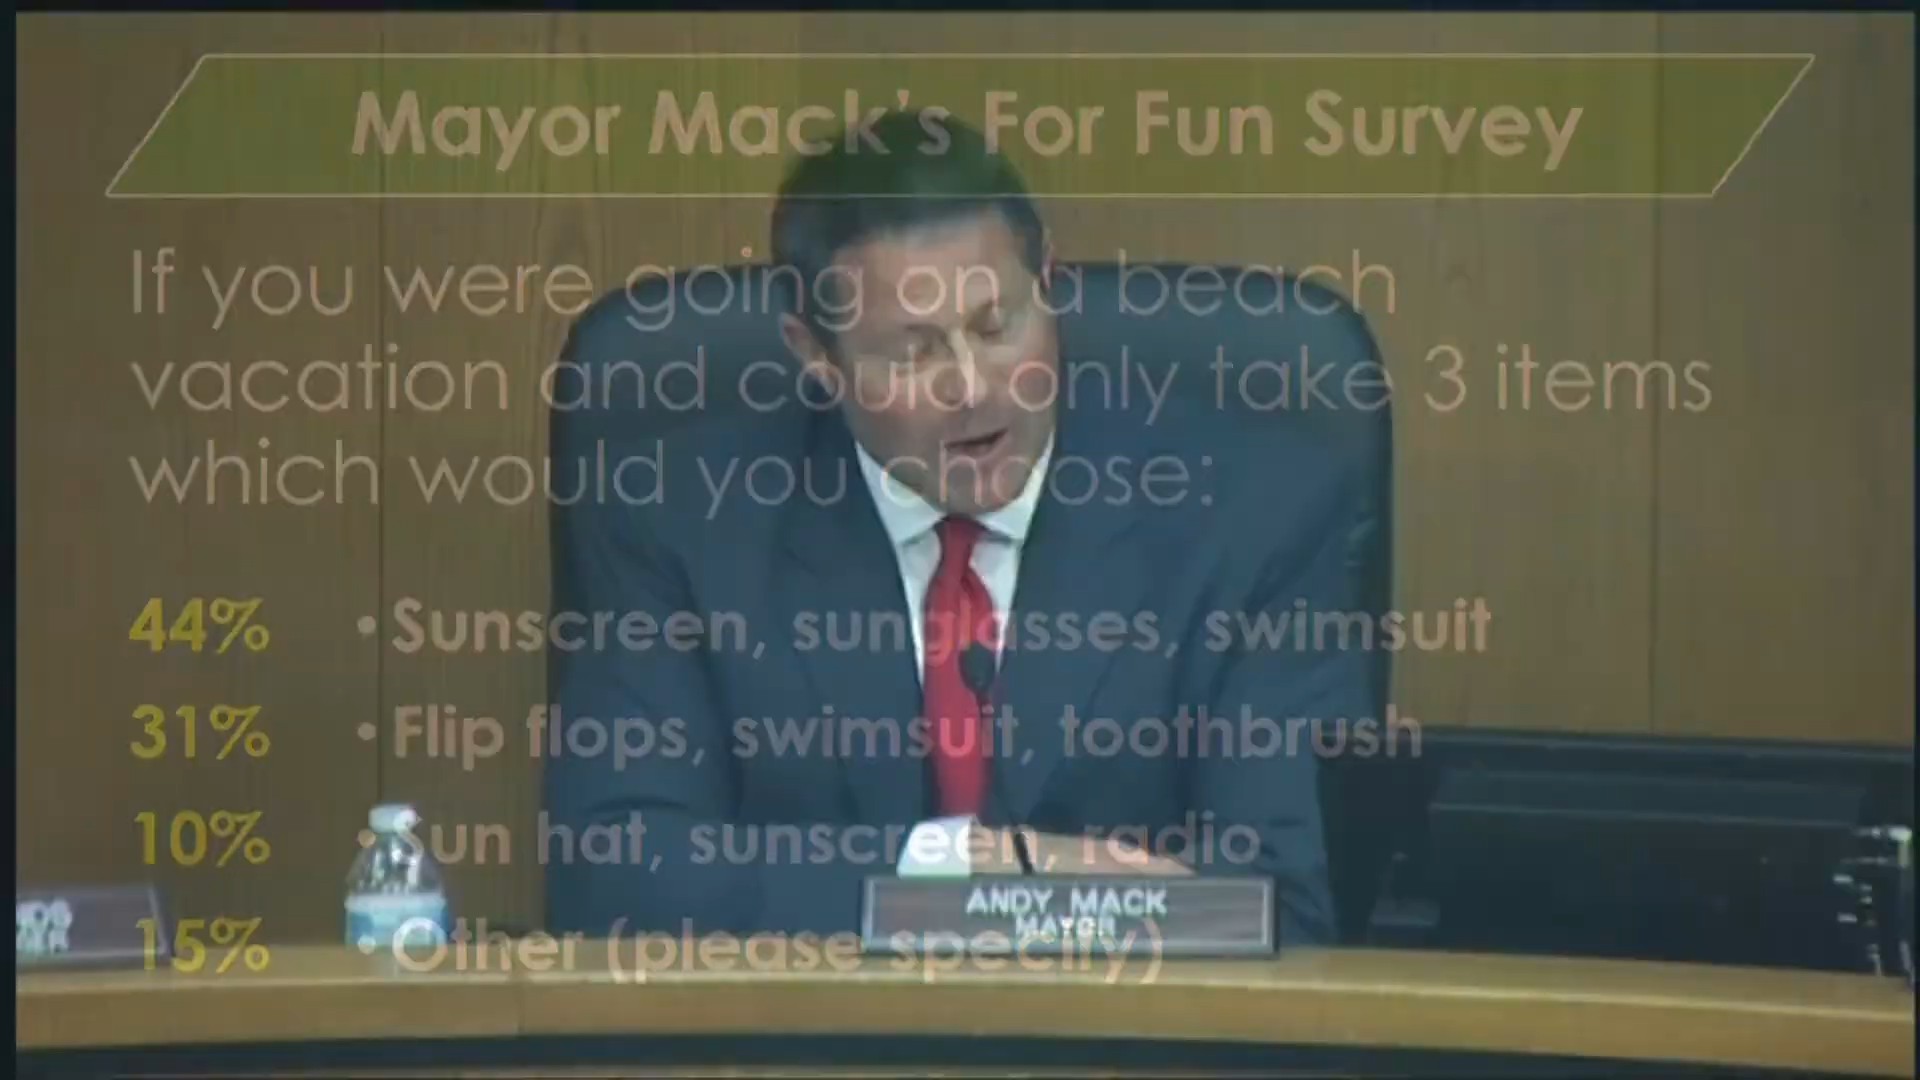 Mayor Mack's For Fun Survey
If you were going on a beach
vacation and could only take 3 items
which would you choose:
44% • Sunscreen, sunglasses, swimsuit
31% • Flip flops, swimsuit, toothbrush
10% • Sun hat, sunscreen, radio
15% • Other (please specify)
ANDY MACK
MAYOR